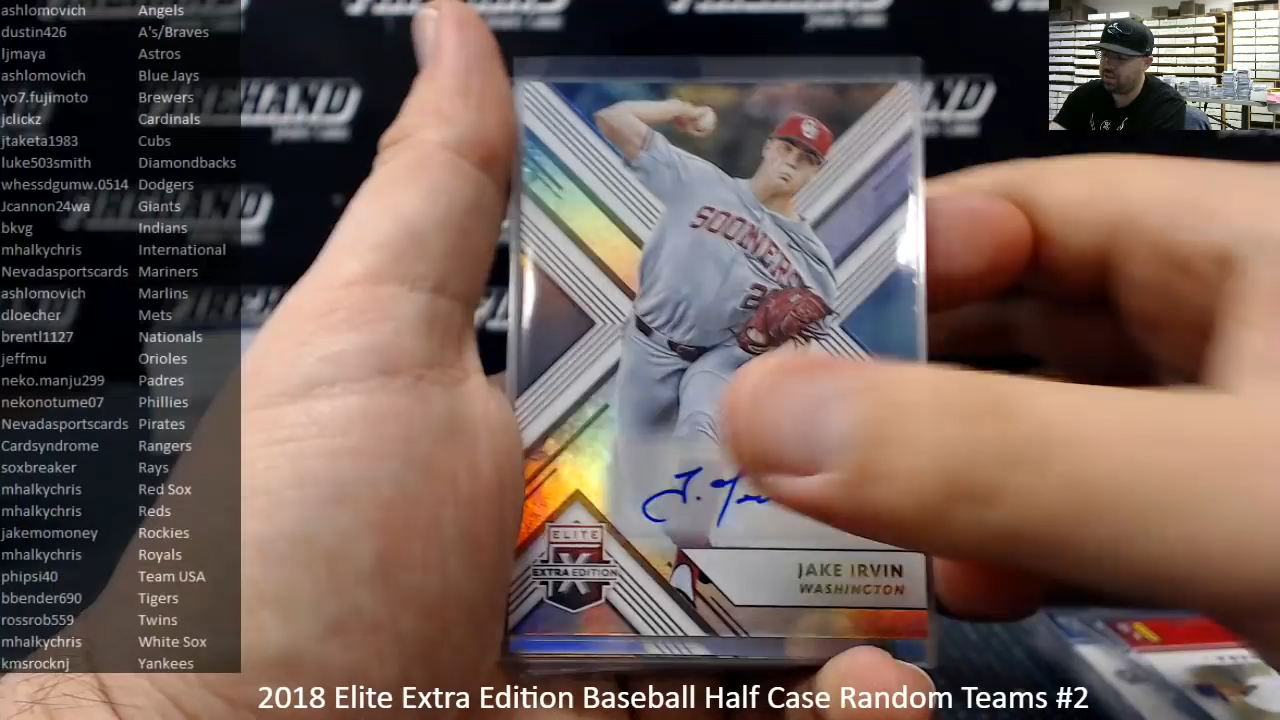 ashlomovich Angels
dustin426 A's/Braves
ljmaya Astros
ashlomovich Blue Jays
yo7.fujimoto Brewers
jclickz Cardinals
jtaketa1983 Cubs
luke503smith Diamondbacks
whessdgumw.0514 Dodgers
Jcannon24wa Giants
bkvg Indians
mhalkychris International
Nevadasportscards Mariners
ashlomovich Marlins
dloecher Mets
brentl1127 Nationals
jeffmu Orioles
neko.manju299 Padres
nekonotume07 Phillies
Nevadasportscards Pirates
Cardsyndrome Rangers
soxbreaker Rays
mhalkychris Red Sox
mhalkychris Reds
jakemomoney Rockies
mhalkychris Royals
phipsi40 Team USA
bbender690 Tigers
rossrob559 Twins
mhalkychris White Sox
kmsrocknj Yankees
SOONERS
ELITE
EXTRA EDITION
JAKE IRVIN
WASHINGTON
2018 Elite Extra Edition Baseball Half Case Random Teams #2